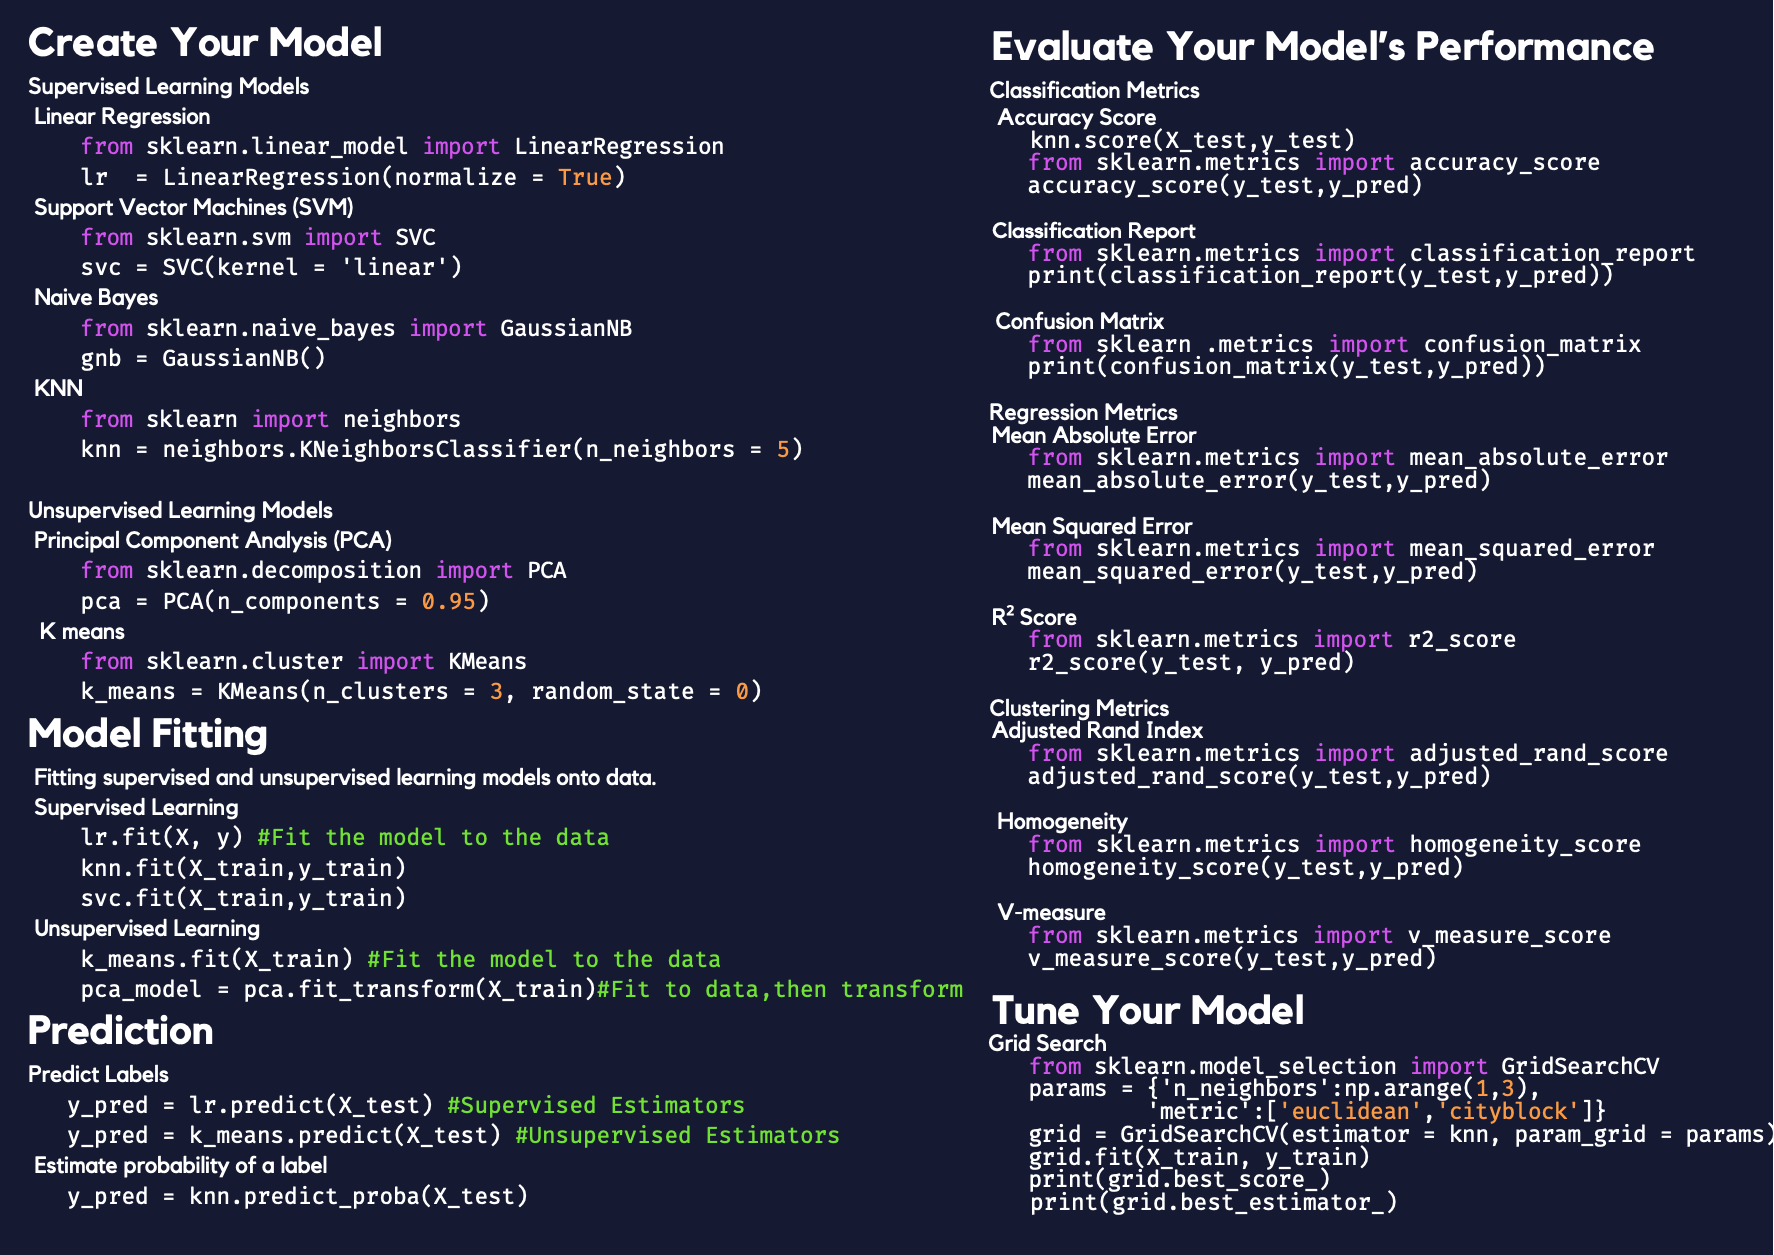 Create Your Model
Supervised Learning Models
Linear Regression
from sklearn.linear_model import LinearRegression
lr  = LinearRegression(normalize = True)
Support Vector Machines (SVM)
from sklearn.svm import SVC
svc = SVC(kernel = 'linear')
Naive Bayes
from sklearn.naive_bayes import GaussianNB
gnb = GaussianNB()
KNN
from sklearn import neighbors
knn = neighbors.KNeighborsClassifier(n_neighbors = 5)
Unsupervised Learning Models
Principal Component Analysis (PCA)
from sklearn.decomposition import PCA
pca = PCA(n_components = 0.95)
K means
from sklearn.cluster import KMeans
k_means = KMeans(n_clusters = 3, random_state = 0)
Model Fitting
Fitting supervised and unsupervised learning models onto data.
Supervised Learning
lr.fit(X, y) #Fit the model to the data
knn.fit(X_train,y_train)
svc.fit(X_train,y_train)
Unsupervised Learning
k_means.fit(X_train) #Fit the model to the data
pca_model = pca.fit_transform(X_train)#Fit to data,then transform
Prediction
Predict Labels
y_pred = lr.predict(X_test) #Supervised Estimators
y_pred = k_means.predict(X_test) #Unsupervised Estimators
Estimate probability of a label
y_pred = knn.predict_proba(X_test)
Evaluate Your Model’s Performance
Classification Metrics
Accuracy Score
knn.score(X_test,y_test)
from sklearn.metrics import accuracy_score
accuracy_score(y_test,y_pred)
Classification Report
from sklearn.metrics import classification_report
print(classification_report(y_test,y_pred))
Confusion Matrix
from sklearn .metrics import confusion_matrix
print(confusion_matrix(y_test,y_pred))
Regression Metrics
Mean Absolute Error
from sklearn.metrics import mean_absolute_error
mean_absolute_error(y_test,y_pred)
Mean Squared Error
from sklearn.metrics import mean_squared_error
mean_squared_error(y_test,y_pred)
R² Score
from sklearn.metrics import r2_score
r2_score(y_test, y_pred)
Clustering Metrics
Adjusted Rand Index
from sklearn.metrics import adjusted_rand_score
adjusted_rand_score(y_test,y_pred)
Homogeneity
from sklearn.metrics import homogeneity_score
homogeneity_score(y_test,y_pred)
V-measure
from sklearn.metrics import v_measure_score
v_measure_score(y_test,y_pred)
Tune Your Model
Grid Search
from sklearn.model_selection import GridSearchCV
params = {'n_neighbors':np.arange(1,3),
'metric':['euclidean','cityblock']}
grid = GridSearchCV(estimator = knn, param_grid = params)
grid.fit(X_train, y_train)
print(grid.best_score_)
print(grid.best_estimator_)